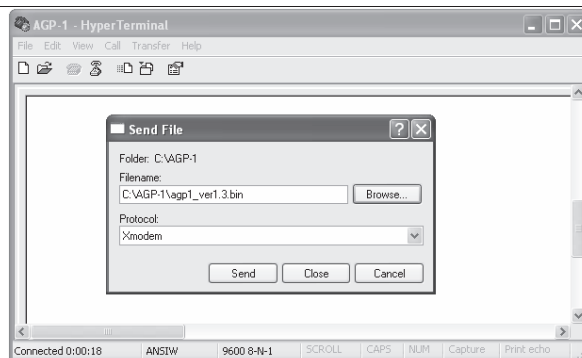 AGP-1 - HyperTerminal
File Edit View Call Transfer Help
Send File
Folder: C:\AGP-1
Filename:
C:\AGP-1\agp1_ver1.3.bin Browse...
Protocol:
Xmodem
Send Close Cancel
Connected 0:00:18 ANSIW 9600 8-N-1 SCROLL CAPS NUM Capture Print echo